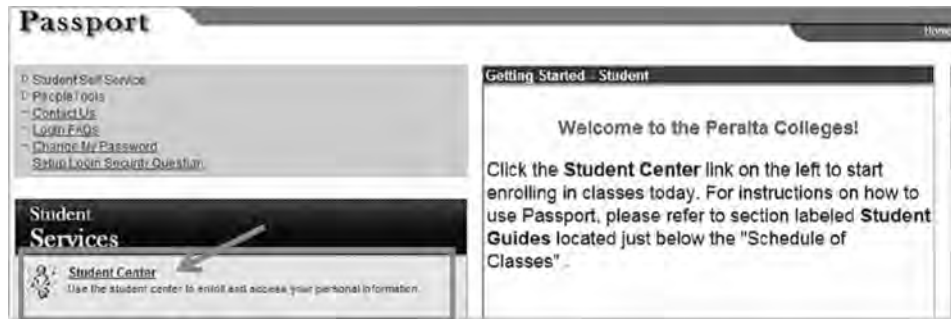 Passport
Home
Student Self Service
PeopleTools
Contact Us
Login FAQs
Change My Password
Setup Login Security Question
Student
Services
Student Center
Use the student center to enroll and access your personal information.
Getting Started - Student
Welcome to the Peralta Colleges!
Click the Student Center link on the left to start
enrolling in classes today. For instructions on how to
use Passport, please refer to section labeled Student
Guides located just below the "Schedule of
Classes" .